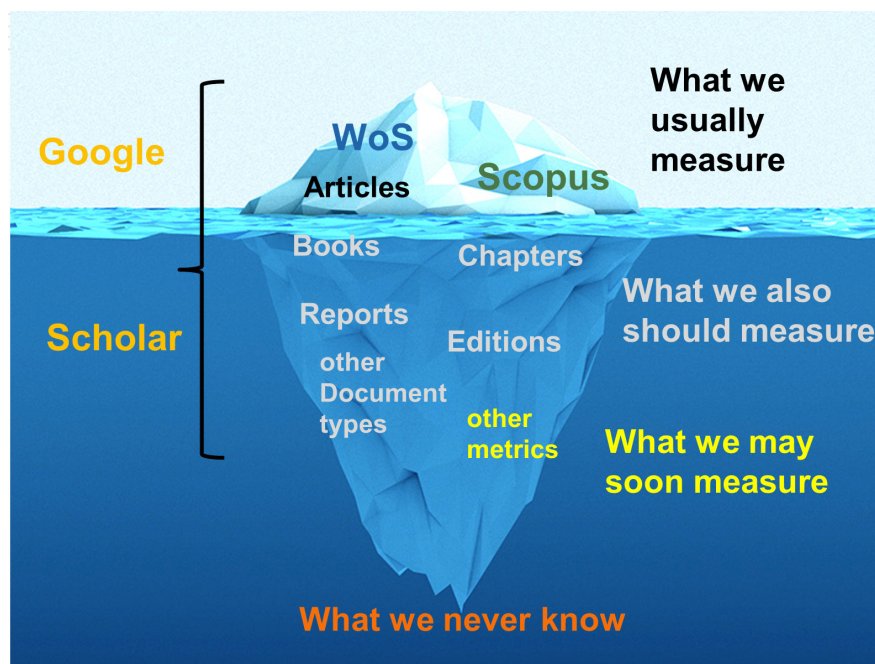 What we
usually
measure
Google
WoS
Articles
Scopus
Books
Chapters
What we also
should measure
Scholar
Reports
Editions
other
Document
types
other
metrics
What we may
soon measure
What we never know